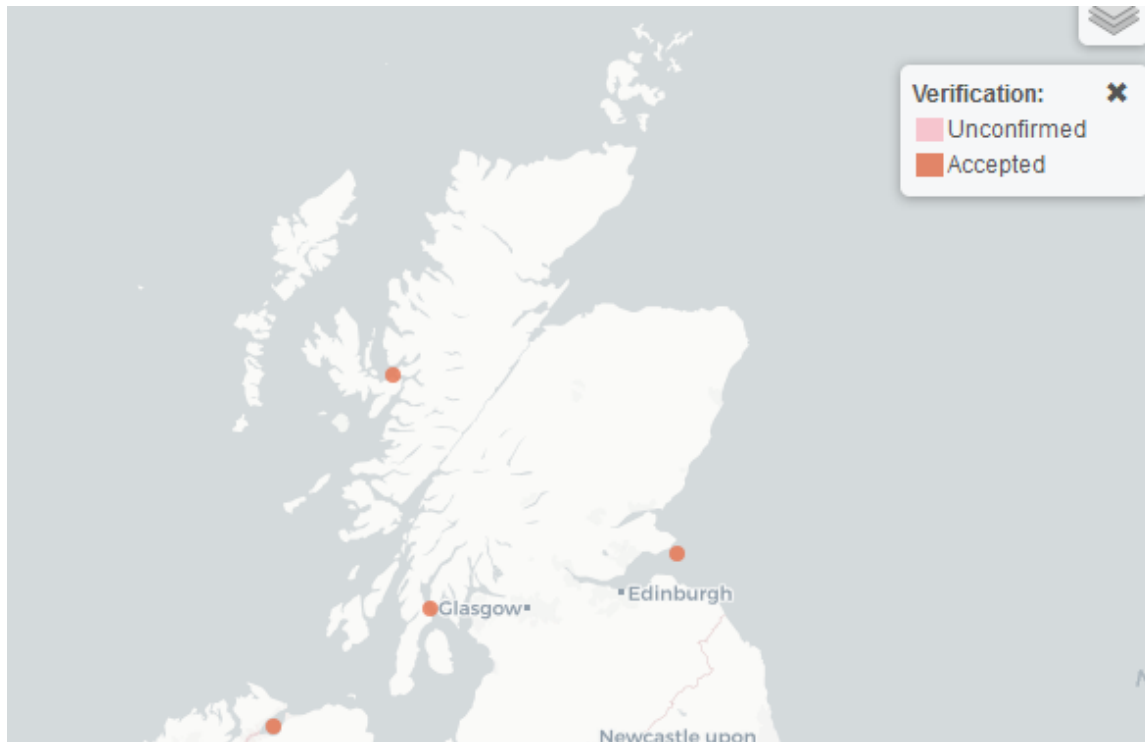 Verification: ✖
Unconfirmed
Accepted
Edinburgh
Glasgow
N
Newcastle upon